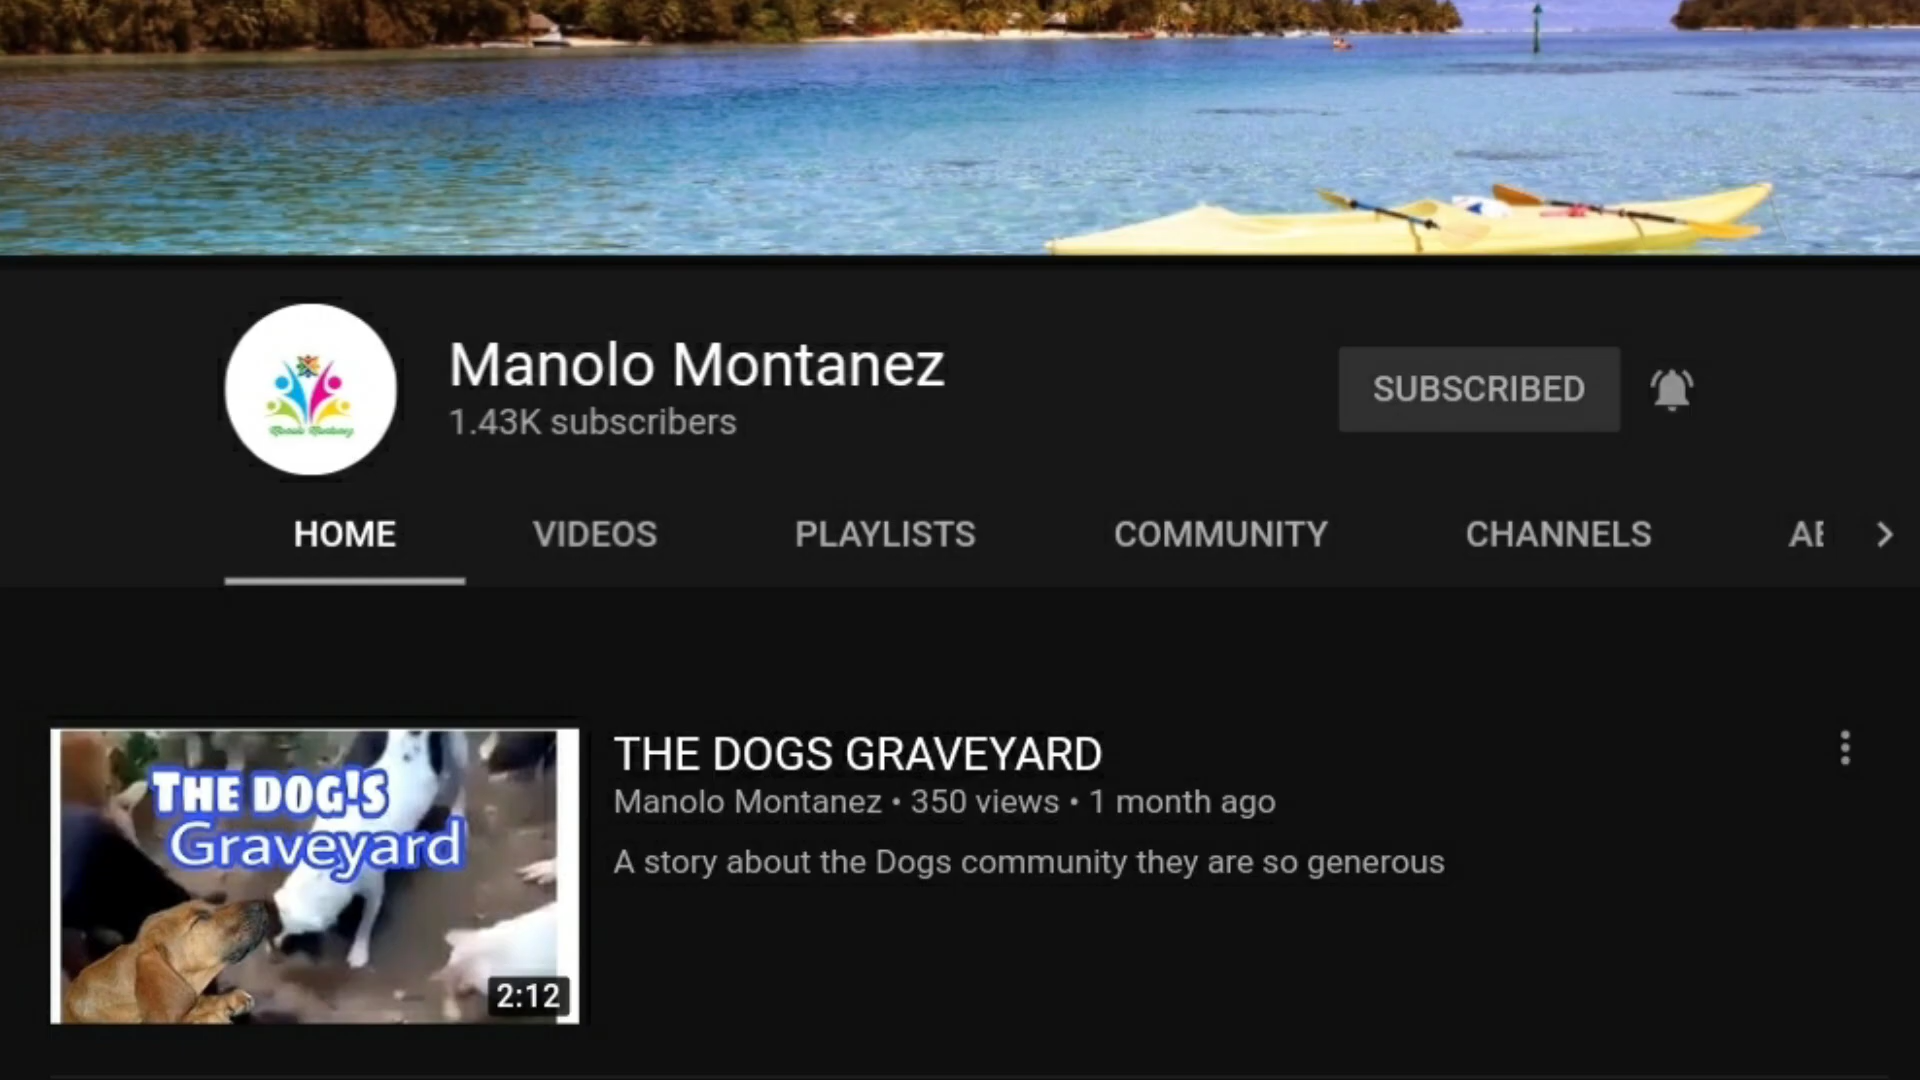 Manolo Montanez
1.43K subscribers
SUBSCRIBED
HOME VIDEOS PLAYLISTS COMMUNITY CHANNELS
THE DOG'S
Graveyard
2:12
THE DOGS GRAVEYARD
Manolo Montanez • 350 views • 1 month ago
A story about the Dogs community they are so generous